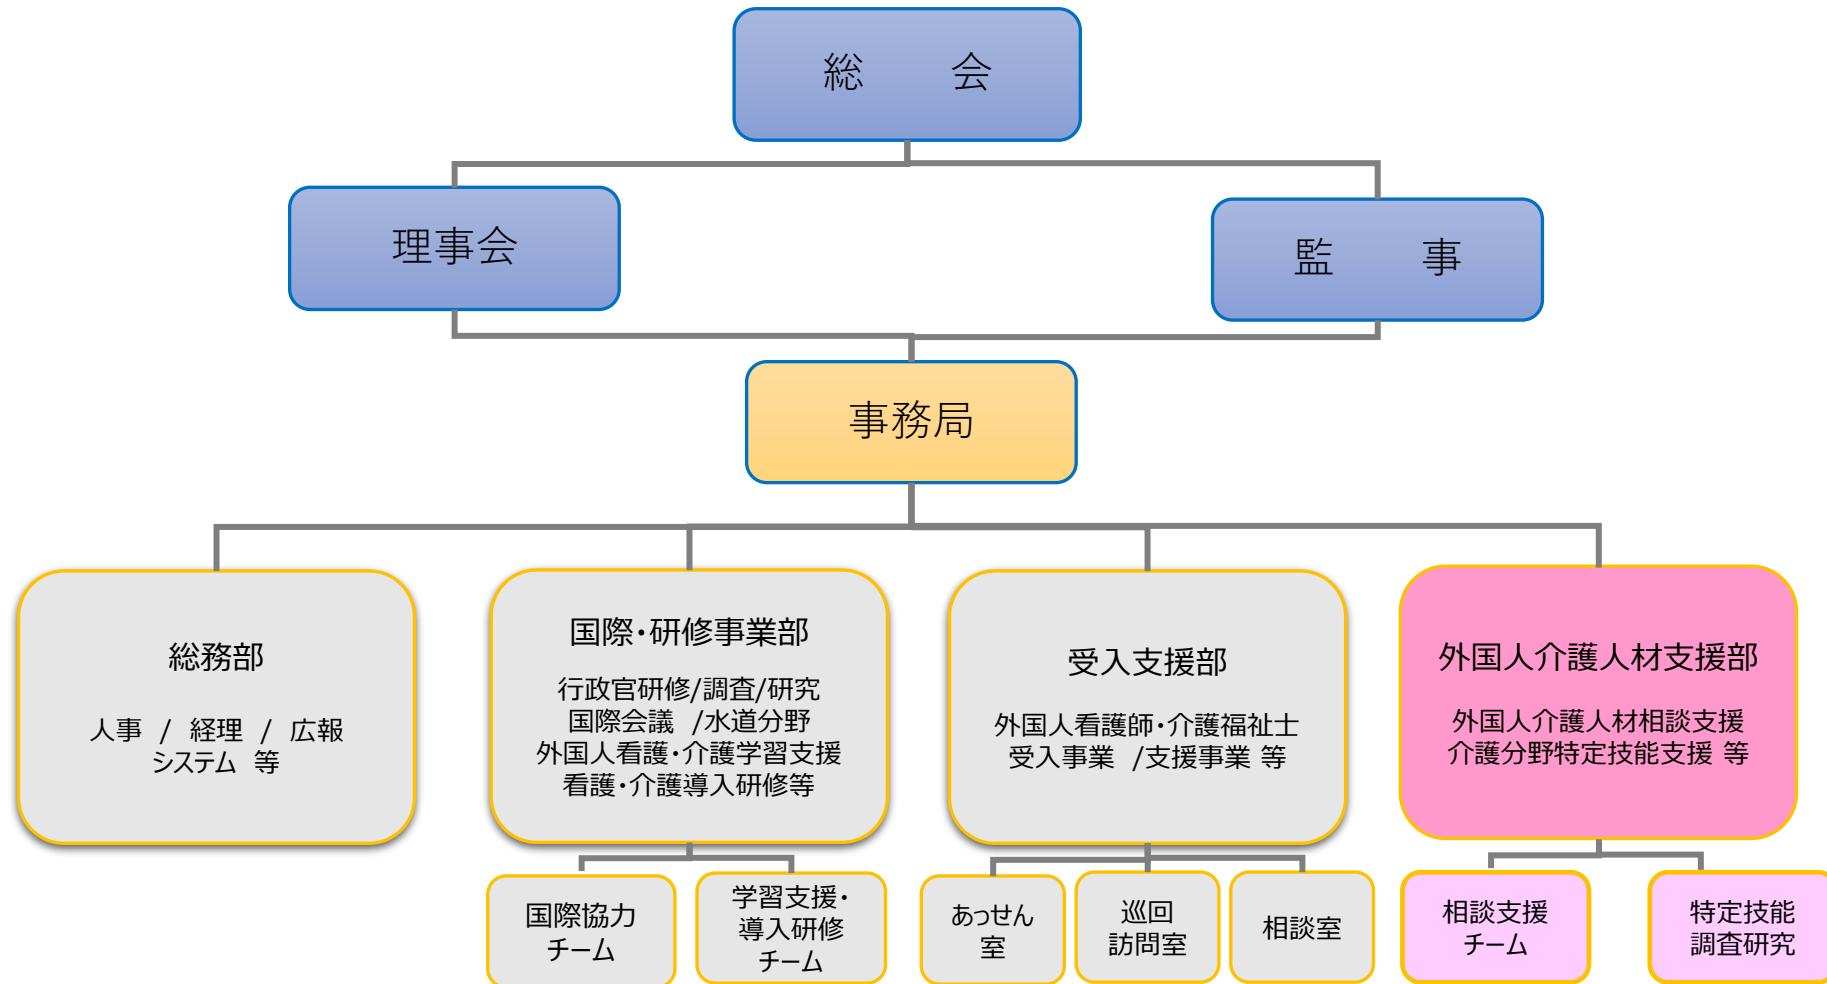 総　　会
理事会
監　　事
事務局
総務部
人事 / 経理 / 広報
システム 等
国際・研修事業部
行政官研修/調査/研究
国際会議 /水道分野
外国人看護・介護学習支援
看護・介護導入研修等
受入支援部
外国人看護師・介護福祉士
受入事業 /支援事業 等
外国人介護人材支援部
外国人介護人材相談支援
介護分野特定技能支援 等
国際協力
チーム
学習支援・
導入研修
チーム
あっせん
室
巡回
訪問室
相談室
相談支援
チーム
特定技能
調査研究